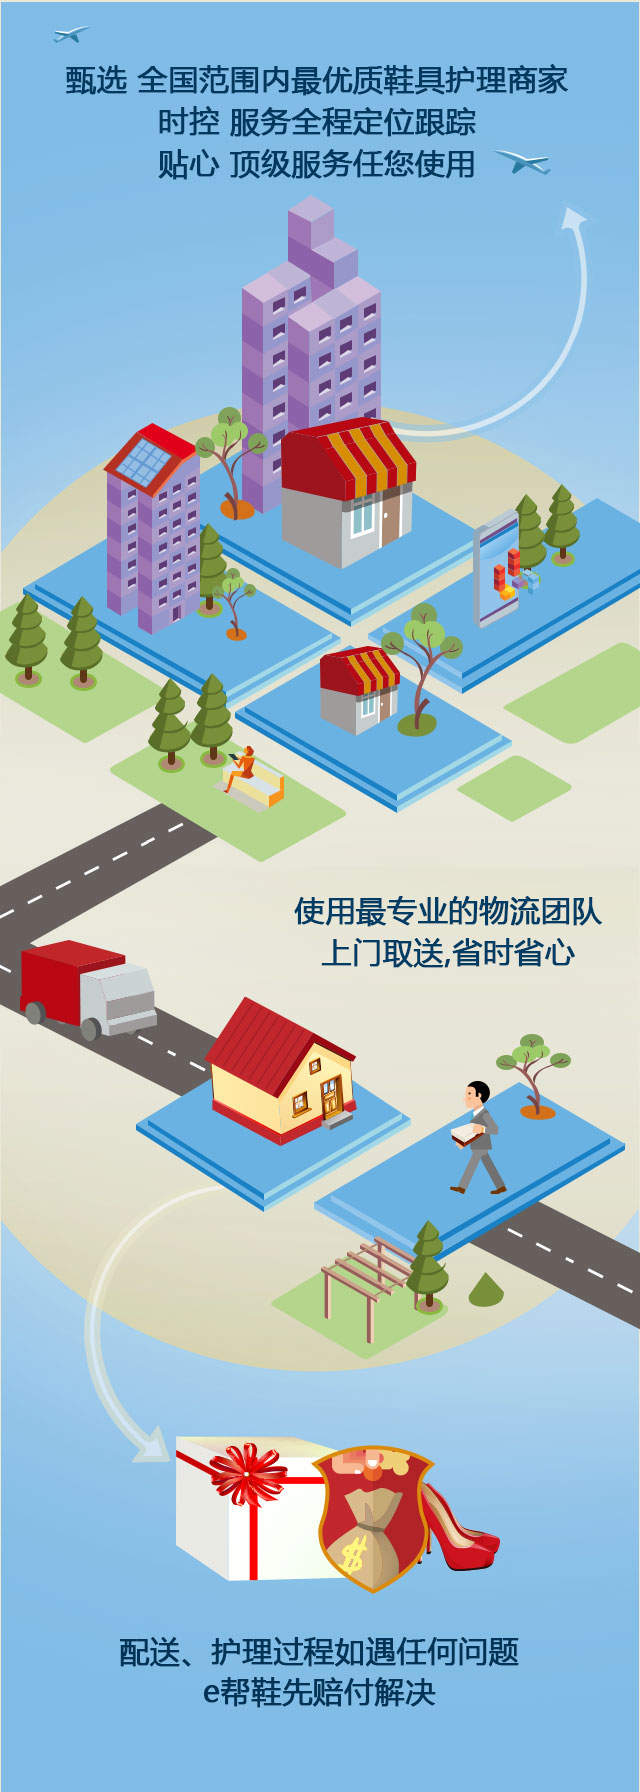 甄选 全国范围内最优质鞋具护理商家
时控 服务全程定位跟踪
贴心 顶级服务任您使用
使用最专业的物流团队
上门取送,省时省心
$
配送、护理过程如遇任何问题
e帮鞋先赔付解决